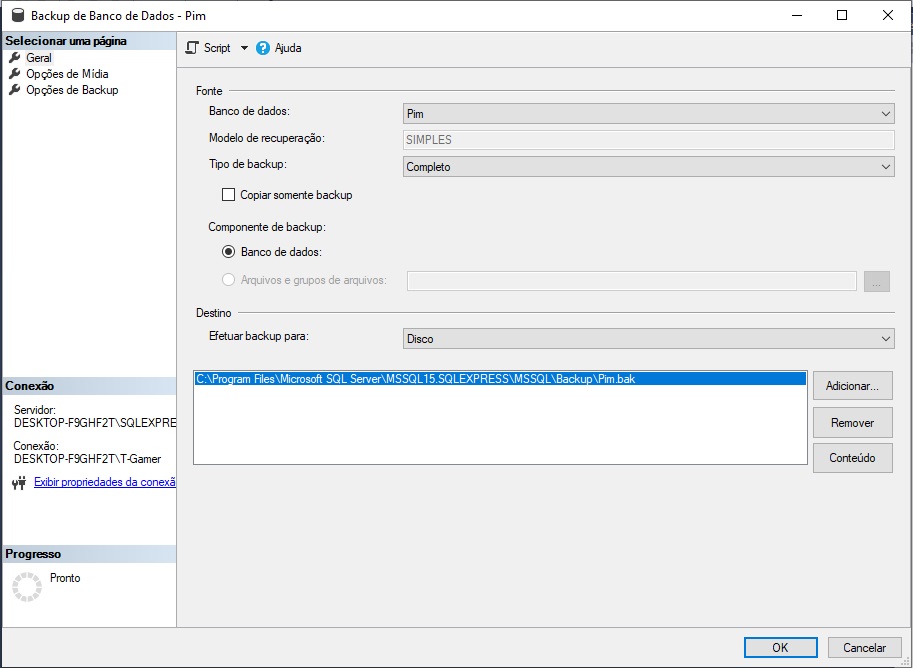 Backup de Banco de Dados - Pim
Selecionar uma página
Geral
Opções de Mídia
Opções de Backup
Script
Ajuda
Fonte
Banco de dados:
Pim
Modelo de recuperação:
SIMPLES
Tipo de backup:
Completo
Copiar somente backup
Componente de backup:
Banco de dados:
Arquivos e grupos de arquivos:
...
Destino
Efetuar backup para:
Disco
C:\Program Files\Microsoft SQL Server\MSSQL15.SQLEXPRESS\MSSQL\Backup\Pim.bak
Adicionar...
Remover
Conteúdo
Conexão
Servidor:
DESKTOP-F9GHF2T\SQLEXPRE
Conexão:
DESKTOP-F9GHF2T\T-Gamer
Exibir propriedades da conexã
Progresso
Pronto
OK
Cancelar